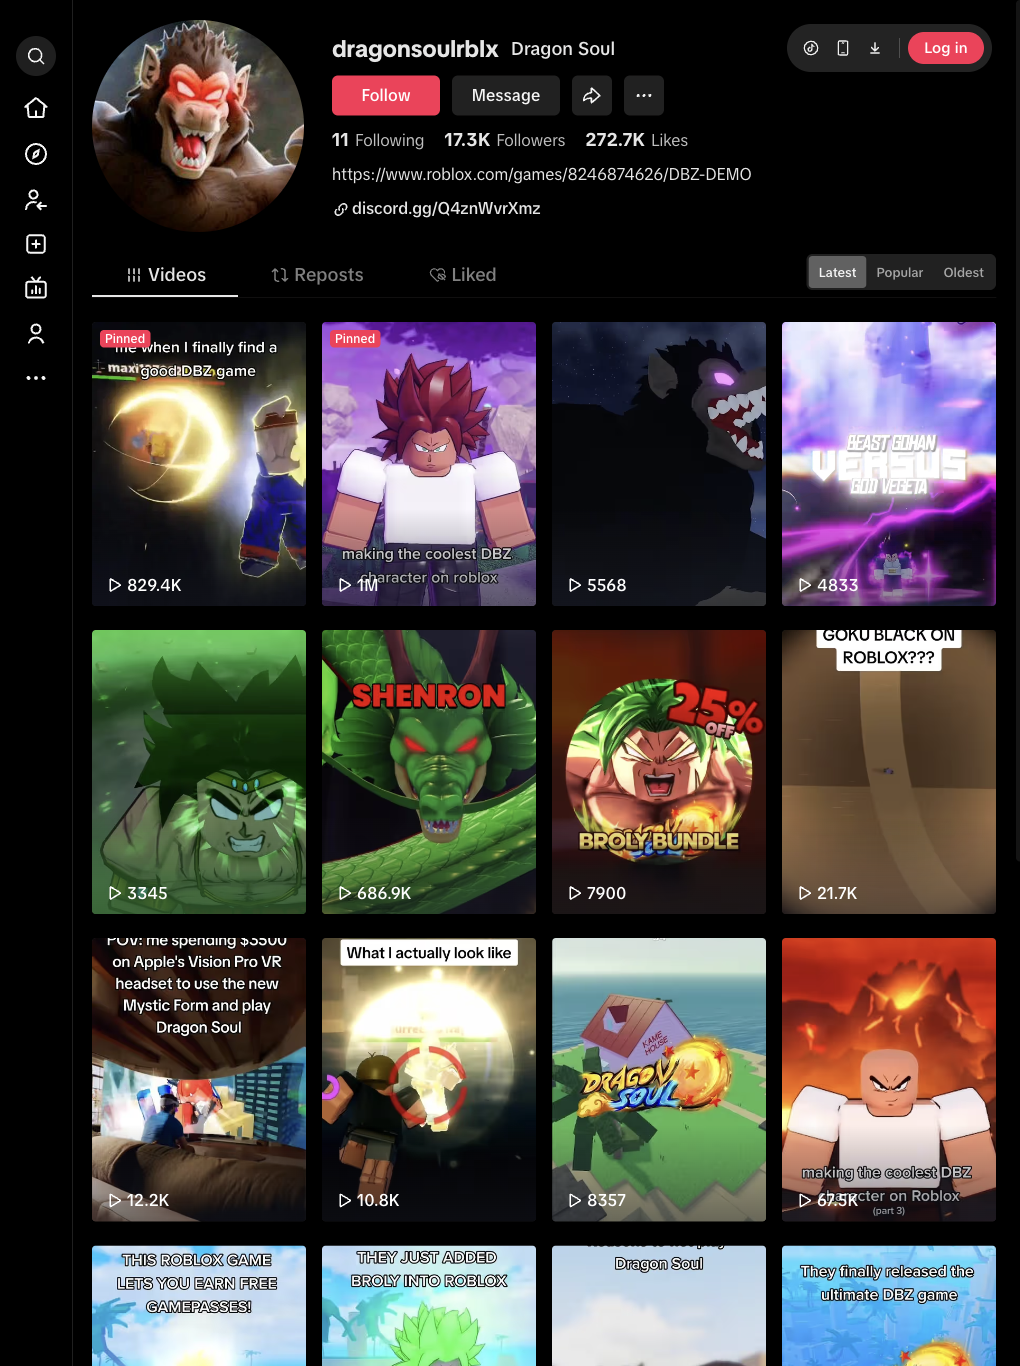 dragonsoulrblx Dragon Soul
Log in
Follow
Message
11 Following 17.3K Followers 272.7K Likes
https://www.roblox.com/games/8246874626/DBZ-DEMO
discord.gg/Q4znWvrXmz
Videos
Reposts
Liked
Latest
Popular
Oldest
Pinned
me when I finally find a
good DBZ game
829.4K
Pinned
making the coolest DBZ
character on roblox
1M
5568
BEAST GOHAN
VERSUS
GOD VEGETA
4833
3345
SHENRON
686.9K
25%
OFF
BROLY BUNDLE
7900
GOKU BLACK ON
ROBLOX???
21.7K
POV: me spending $3500
on Apple's Vision Pro VR
headset to use the new
Mystic Form and play
Dragon Soul
12.2K
What I actually look like
10.8K
KAME
HOUSE
DRAGON
SOUL
8357
making the coolest DBZ
character on Roblox
(part 3)
67.5K
THIS ROBLOX GAME
LETS YOU EARN FREE
GAMEPASSES!
THEY JUST ADDED
BROLY INTO ROBLOX
Dragon Soul
They finally released the
ultimate DBZ game